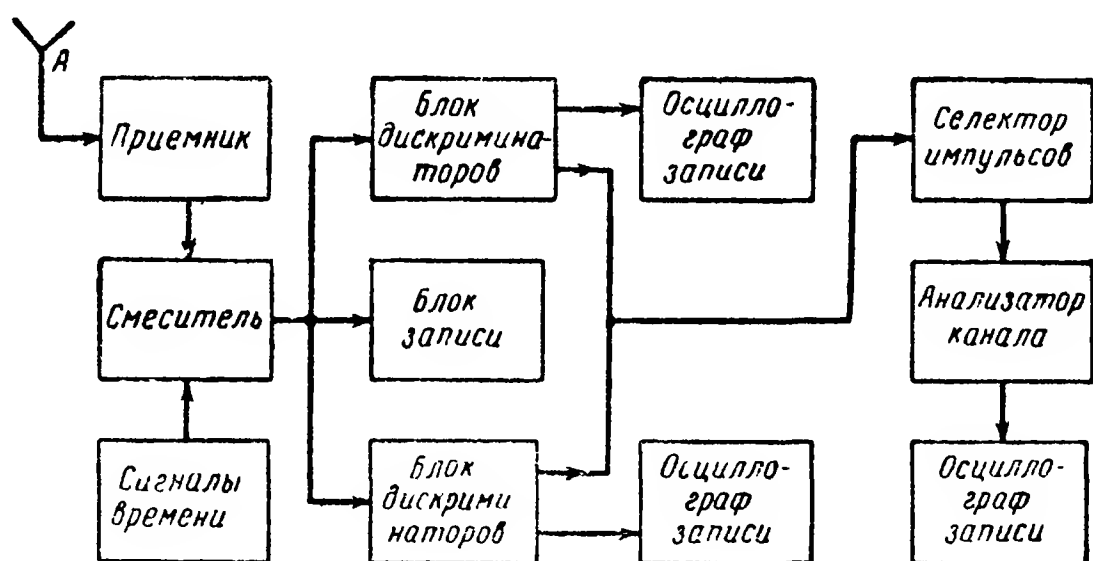 А
Приемник
Блок
дискримина-
торов
Осцилло-
граф
записи
Селектор
импульсов
Смеситель
Блок
записи
Анализатор
канала
Сигналы
времени
Блок
дискрими
наторов
Осцилло-
граф
записи
Осцилло-
граф
записи